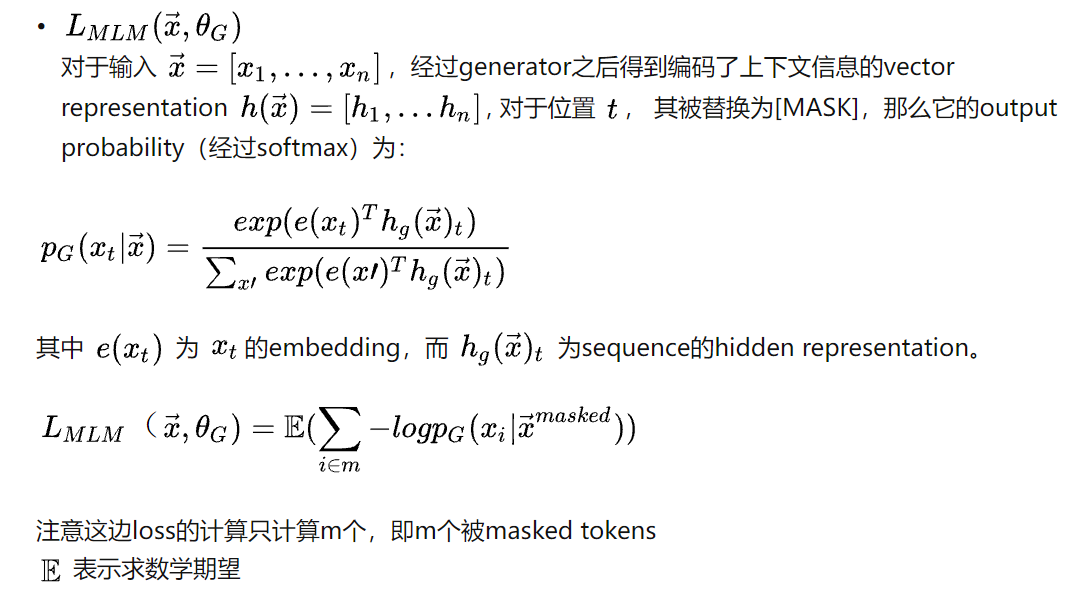 • $L_{MLM}(\vec{x}, \theta_G)$
对于输入 $\vec{x} = [x_1, \ldots, x_n]$ ，经过generator之后得到编码了上下文信息的vector
representation $h(\vec{x}) = [h_1, \ldots h_n]$ , 对于位置 $t$ ， 其被替换为[MASK]，那么它的output
probability（经过softmax）为：
$p_G(x_t|\vec{x}) = \frac{exp(e(x_t)^T h_g(\vec{x})_t)}{\sum_{x\prime} exp(e(x\prime)^T h_g(\vec{x})_t)}$
其中 $e(x_t)$ 为 $x_t$ 的embedding，而 $h_g(\vec{x})_t$ 为sequence的hidden representation。
$L_{MLM}（\vec{x}, \theta_G) = \mathbb{E}(\sum_{i \in m} -logp_G(x_i|\vec{x}^{masked}))$
注意这边loss的计算只计算m个，即m个被masked tokens
$\mathbb{E}$ 表示求数学期望